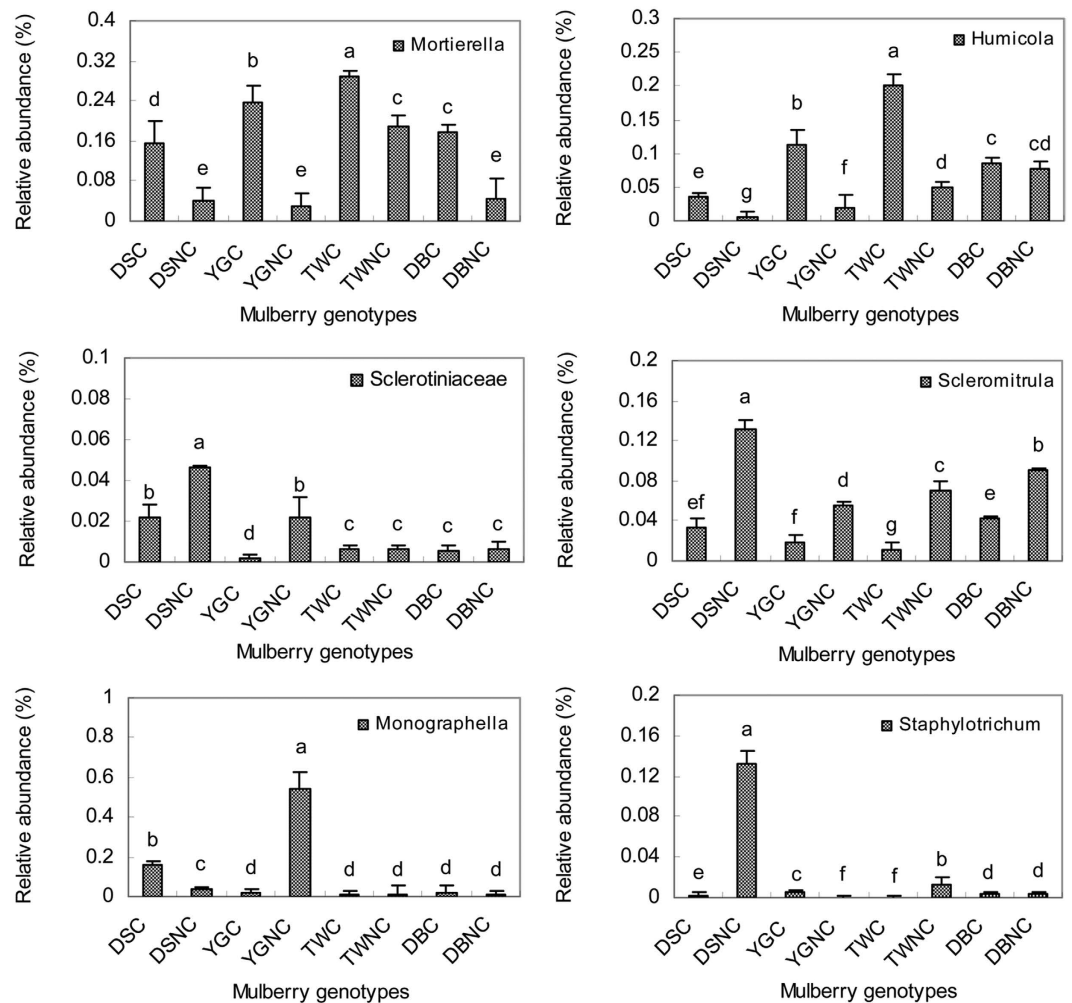 Relative abundance (%)
0.4
0.32
0.24
0.16
0.08
0
Mortierella
d e b e a c c e
DSC DSNC YGC YGNC TWC TWNC DBC DBNC
Mulberry genotypes
Relative abundance (%)
0.3
0.25
0.2
0.15
0.1
0.05
0
Humicola
e g b f a d c cd
DSC DSNC YGC YGNC TWC TWNC DBC DBNC
Mulberry genotypes
Relative abundance (%)
0.1
0.08
0.06
0.04
0.02
0
Sclerotiniaceae
b a d b c c c c
DSC DSNC YGC YGNC TWC TWNC DBC DBNC
Mulberry genotypes
Relative abundance (%)
0.2
0.16
0.12
0.08
0.04
0
Scleromitrula
ef a f d g c e b
DSC DSNC YGC YGNC TWC TWNC DBC DBNC
Mulberry genotypes
Relative abundance (%)
1
0.8
0.6
0.4
0.2
0
Monographella
b c d a d d d d
DSC DSNC YGC YGNC TWC TWNC DBC DBNC
Mulberry genotypes
Relative abundance (%)
0.2
0.16
0.12
0.08
0.04
0
Staphylotrichum
e a c f f b d d
DSC DSNC YGC YGNC TWC TWNC DBC DBNC
Mulberry genotypes